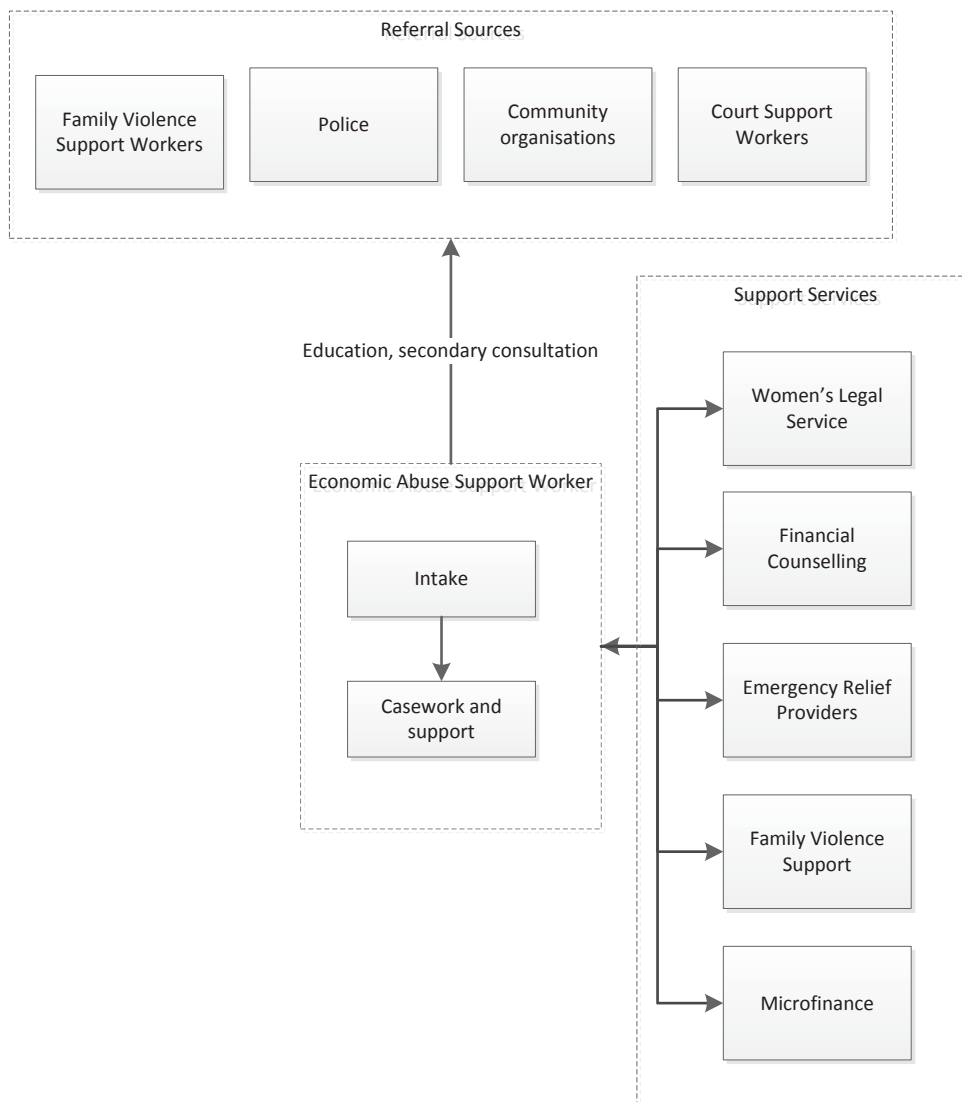 Referral Sources
Family Violence
Support Workers
Police
Community
organisations
Court Support
Workers
Education, secondary consultation
Support Services
Women’s Legal
Service
Financial
Counselling
Emergency Relief
Providers
Family Violence
Support
Microfinance
Economic Abuse Support Worker
Intake
Casework and
support